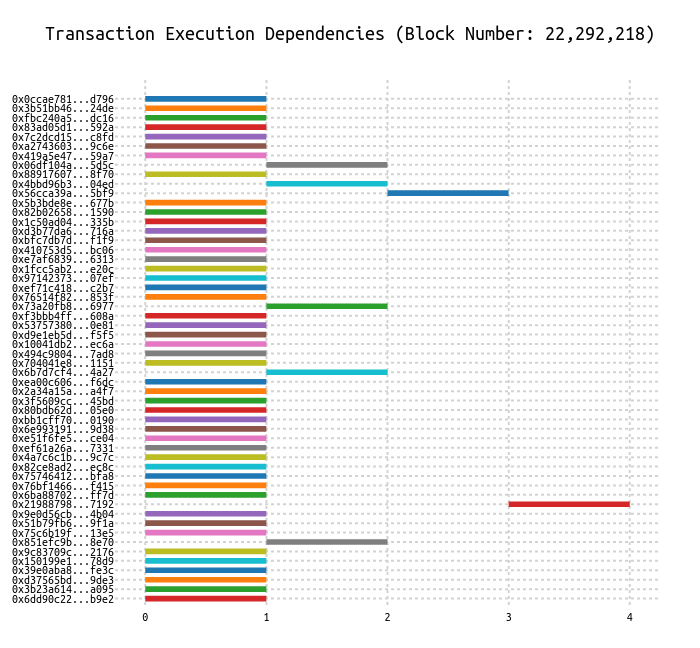 Transaction Execution Dependencies (Block Number: 22,292,218)
0x0ccae781...d796
0x3b51bb46...24de
0xfbc240a5...dc16
0x83ad05d1...592a
0x7c2dcd15...c8fd
0xa2743603...9c6e
0x419a5e47...59a7
0x06df104a...5d5c
0x88917607...8f70
0x4bbd96b3...04ed
0x56cca39a...5bf9
0x5b3bde8e...677b
0x82b02658...1590
0x1c50ad04...335b
0xd3b77da6...716a
0xbfc7db7d...f1f9
0x410753d5...bc06
0xe7af6839...6313
0x1fcc5ab2...e20c
0x97142373...07ef
0xef71c418...c2b7
0x76514f82...853f
0x73a20fb8...6977
0xf3bbb4ff...608a
0x53757380...0e81
0xd9e1eb5d...f5f5
0x10041db2...ec6a
0x494c9804...7ad8
0x704041e8...1151
0x6b7d7cf4...4a27
0xea00c606...f6dc
0x2a34a15a...a4f7
0x3f5609cc...45bd
0x80bdb62d...05e0
0xbb1cff70...0190
0x6e993191...9d38
0xe51f6fe5...ce04
0xef61a26a...7331
0x4a7c6c1b...9c7c
0x82ce8ad2...ec8c
0x75746412...bfa8
0x76bf1466...f415
0x6ba88702...ff7d
0x21988798...7192
0x9e0d56cb...4b04
0x51b79fb6...9f1a
0x75c6b19f...13e5
0x851efc9b...8e70
0x9c83709c...2176
0x150199e1...78d9
0x39e0aba8...fe3c
0xd37565bd...9de3
0x3b23a614...a095
0x6dd90c22...b9e2
0 1 2 3 4